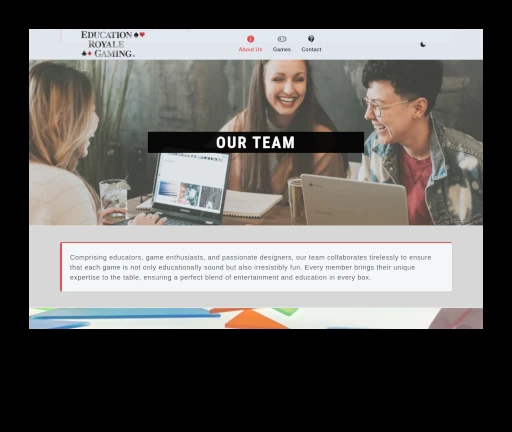 EDUCATION
ROYALE
GAMING
About Us
Games
Contact
OUR TEAM
Comprising educators, game enthusiasts, and passionate designers, our team collaborates tirelessly to ensure
that each game is not only educationally sound but also irresistibly fun. Every member brings their unique
expertise to the table, ensuring a perfect blend of entertainment and education in every box.